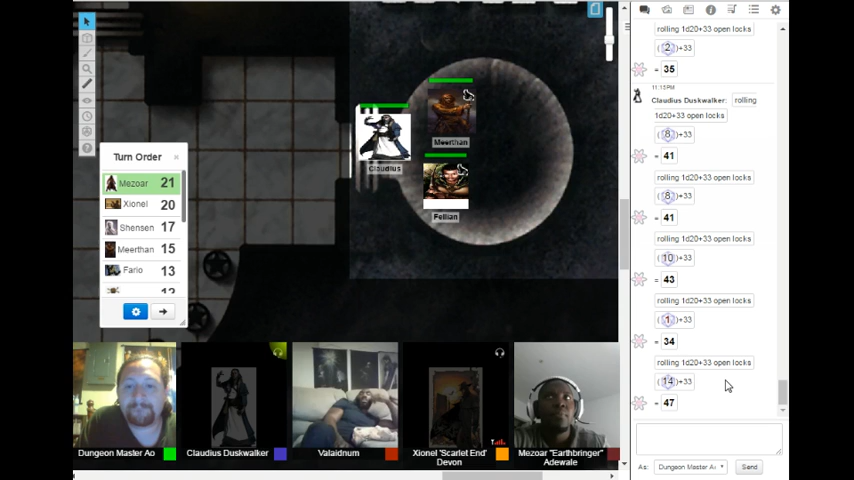 Turn Order ×
Mezoar 21
Xionel 20
Shensen 17
Meerthan 15
Fario 13
Claudius
Meerthan
Fellian
rolling 1d20+33 open locks
(2)+33
= 35
11:15PM
Claudius Duskwalker: rolling
1d20+33 open locks
(8)+33
= 41
rolling 1d20+33 open locks
(8)+33
= 41
rolling 1d20+33 open locks
(10)+33
= 43
rolling 1d20+33 open locks
(1)+33
= 34
rolling 1d20+33 open locks
(14)+33
= 47
As: Dungeon Master Ao Send
Dungeon Master Ao
Claudius Duskwalker
Valaidnum
Xionel 'Scarlet End'
Devon
Mezoar "Earthbringer"
Adewale